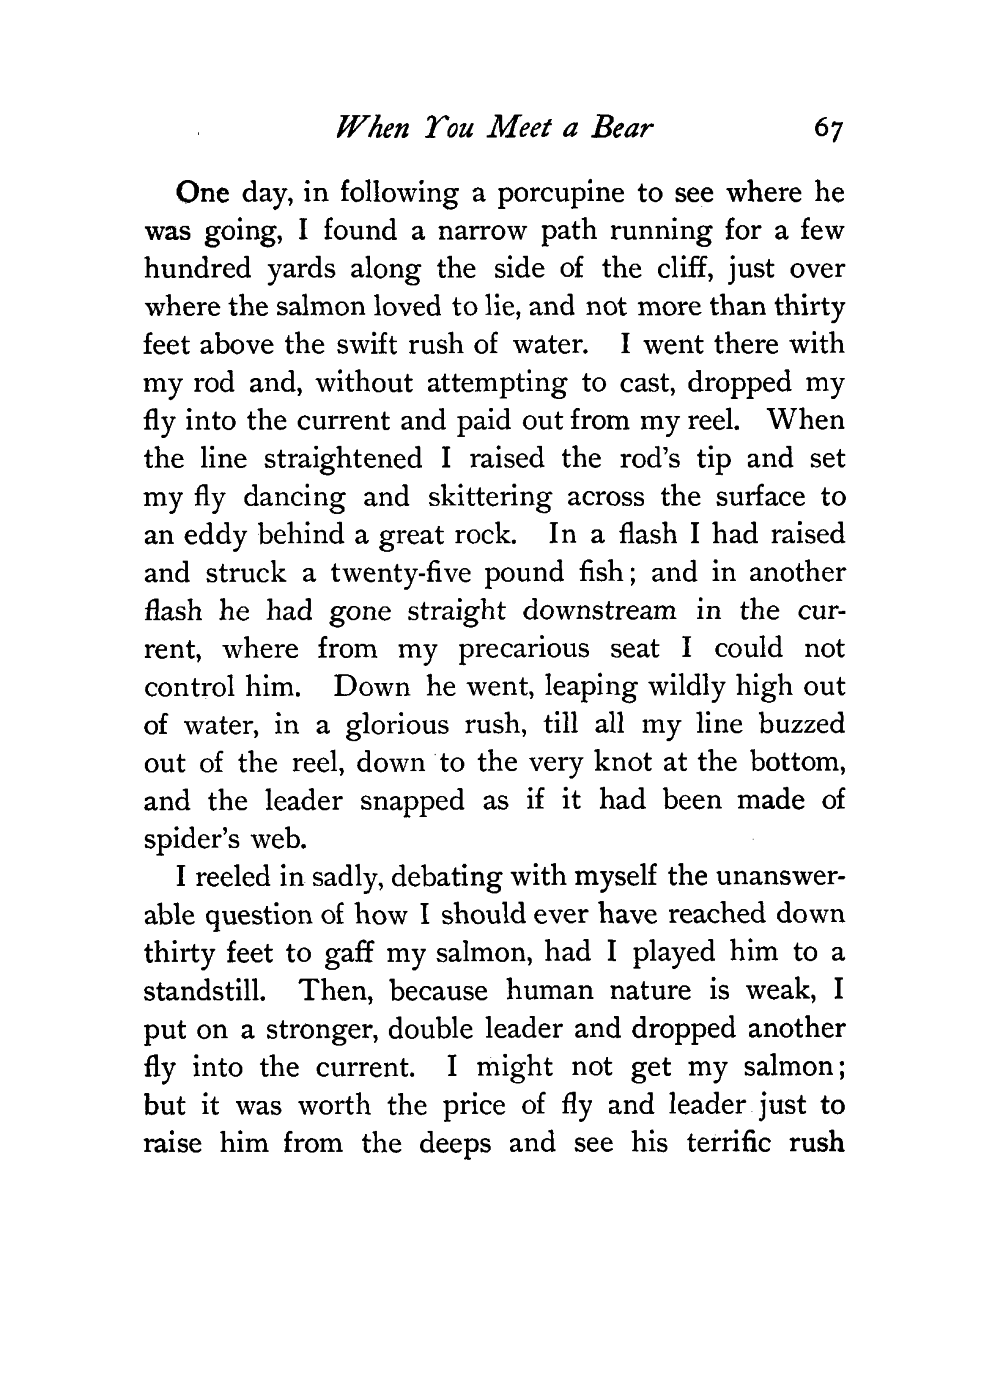 When You Meet a Bear 67
One day, in following a porcupine to see where he
was going, I found a narrow path running for a few
hundred yards along the side of the cliff, just over
where the salmon loved to lie, and not more than thirty
feet above the swift rush of water. I went there with
my rod and, without attempting to cast, dropped my
fly into the current and paid out from my reel. When
the line straightened I raised the rod's tip and set
my fly dancing and skittering across the surface to
an eddy behind a great rock. In a flash I had raised
and struck a twenty-five pound fish; and in another
flash he had gone straight downstream in the cur-
rent, where from my precarious seat I could not
control him. Down he went, leaping wildly high out
of water, in a glorious rush, till all my line buzzed
out of the reel, down to the very knot at the bottom,
and the leader snapped as if it had been made of
spider's web.
I reeled in sadly, debating with myself the unanswer-
able question of how I should ever have reached down
thirty feet to gaff my salmon, had I played him to a
standstill. Then, because human nature is weak, I
put on a stronger, double leader and dropped another
fly into the current. I might not get my salmon;
but it was worth the price of fly and leader just to
raise him from the deeps and see his terrific rush